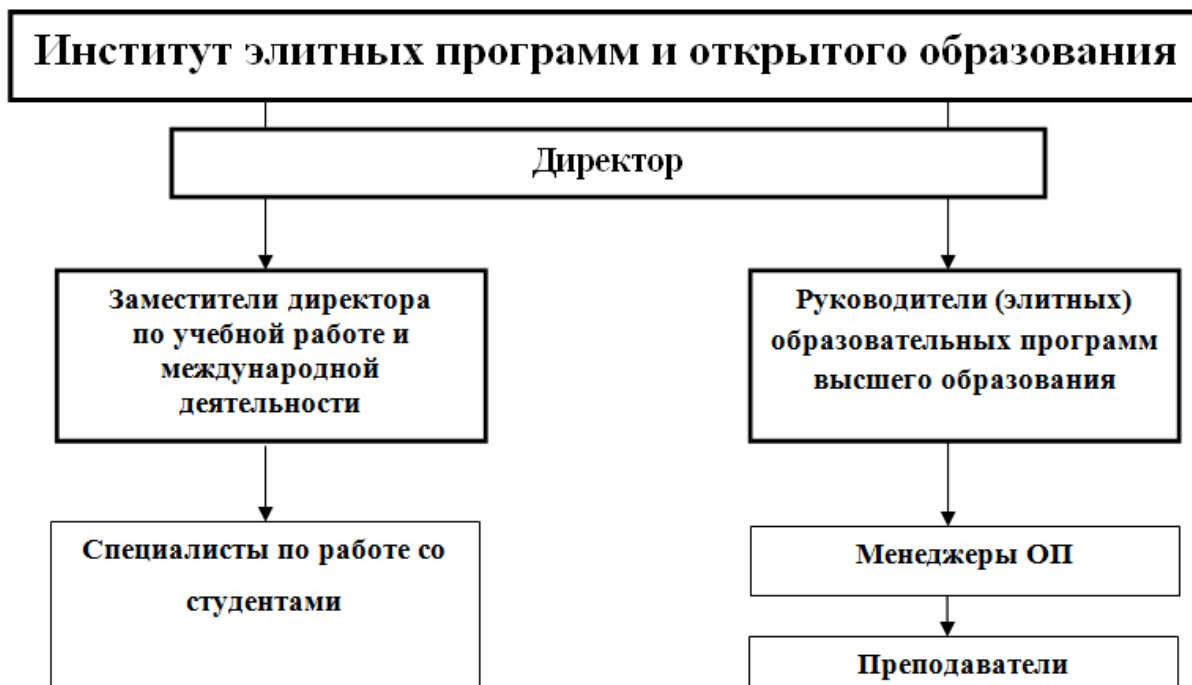 Институт элитных программ и открытого образования
Директор
Заместители директора
по учебной работе и
международной
деятельности
Руководители (элитных)
образовательных программ
высшего образования
Специалисты по работе со
студентами
Менеджеры ОП
Преподаватели